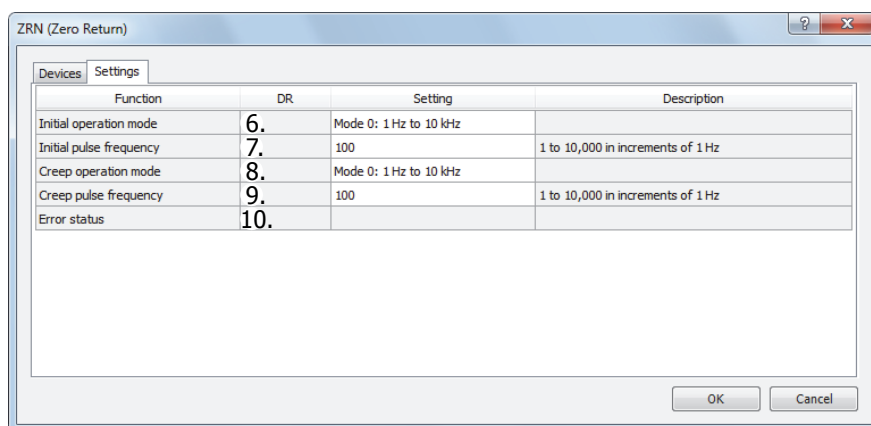 ZRN (Zero Return)
Devices Settings
Function DR Setting Description
Initial operation mode 6. Mode 0: 1 Hz to 10 kHz
Initial pulse frequency 7. 100 1 to 10,000 in increments of 1 Hz
Creep operation mode 8. Mode 0: 1 Hz to 10 kHz
Creep pulse frequency 9. 100 1 to 10,000 in increments of 1 Hz
Error status 10.
OK Cancel